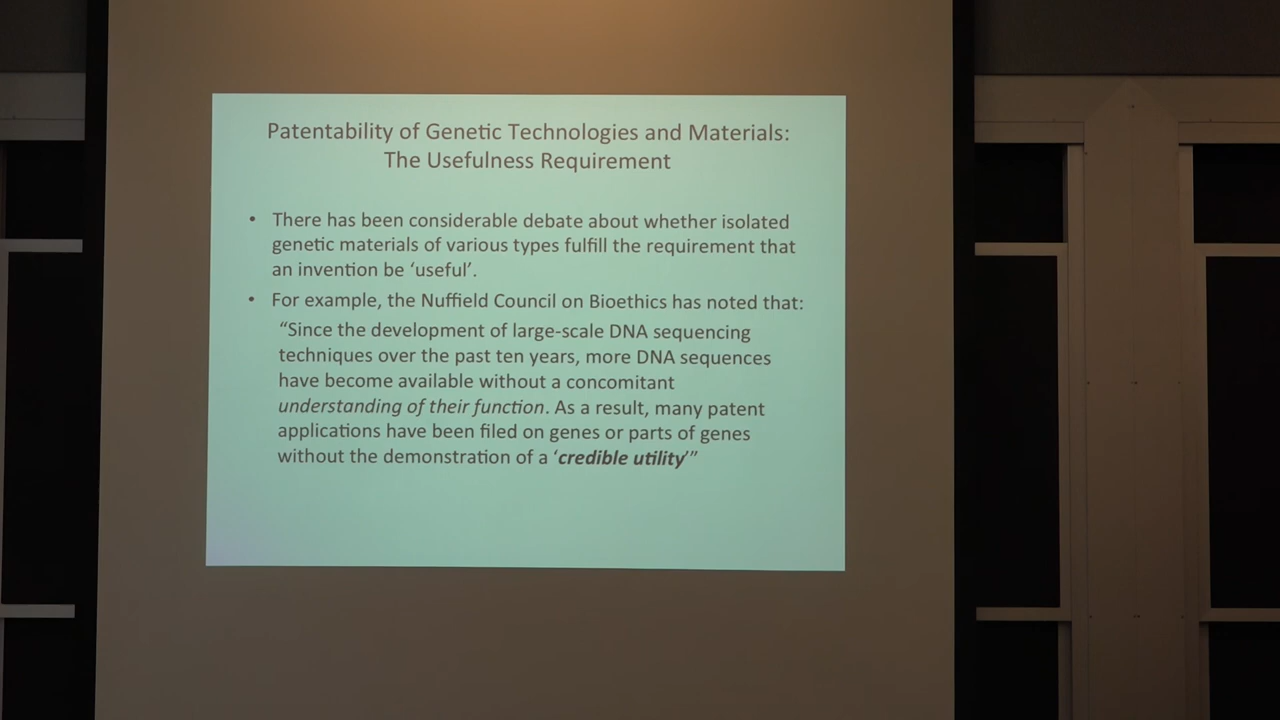 Patentability of Genetic Technologies and Materials:
The Usefulness Requirement
• There has been considerable debate about whether isolated
genetic materials of various types fulfill the requirement that
an invention be ‘useful’.
• For example, the Nuffield Council on Bioethics has noted that:
“Since the development of large-scale DNA sequencing
techniques over the past ten years, more DNA sequences
have become available without a concomitant
understanding of their function. As a result, many patent
applications have been filed on genes or parts of genes
without the demonstration of a ‘credible utility’”